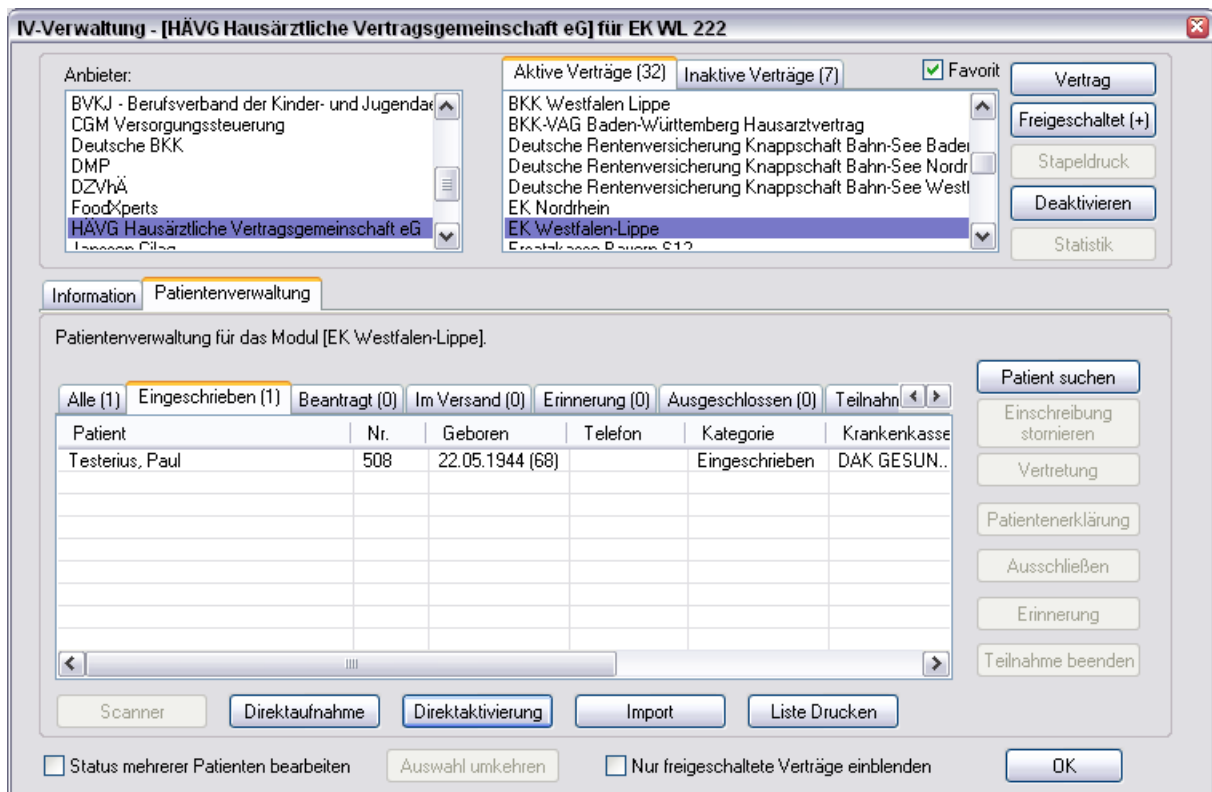 IV-Verwaltung - [HÄVG Hausärztliche Vertragsgemeinschaft eG] für EK WL 222
Anbieter:
BVKJ - Berufsverband der Kinder- und Jugendae
CGM Versorgungssteuerung
Deutsche BKK
DMP
DZVhÄ
FoodXperts
HÄVG Hausärztliche Vertragsgemeinschaft eG
Janssen Cilag
Aktive Verträge (32) Inaktive Verträge (7) Favorit
BKK Westfalen Lippe
BKK-VAG Baden-Württemberg Hausarztvertrag
Deutsche Rentenversicherung Knappschaft Bahn-See Bader
Deutsche Rentenversicherung Knappschaft Bahn-See Nordr
Deutsche Rentenversicherung Knappschaft Bahn-See Westf
EK Nordrhein
EK Westfalen-Lippe
Ersatzkasse Bayern S12
Vertrag
Freigeschaltet (+)
Stapeldruck
Deaktivieren
Statistik
Information Patientenverwaltung
Patientenverwaltung für das Modul [EK Westfalen-Lippe].
Alle (1) Eingeschrieben (1) Beantragt (0) Im Versand (0) Erinnerung (0) Ausgeschlossen (0) Teilnahm
Patient Nr. Geboren Telefon Kategorie Krankenkasse
Testerius, Paul 508 22.05.1944 (68) Eingeschrieben DAK GESUN..
Patient suchen
Einschreibung
stornieren
Vertretung
Patientenerklärung
Ausschließen
Erinnerung
Teilnahme beenden
Scanner Direktaufnahme Direktaktivierung Import Liste Drucken
Status mehrerer Patienten bearbeiten Auswahl umkehren Nur freigeschaltete Verträge einblenden OK